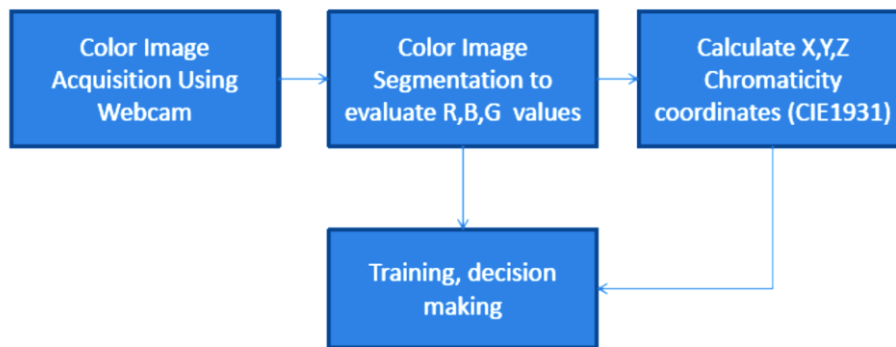 Color Image
Acquisition Using
Webcam
Color Image
Segmentation to
evaluate R,B,G values
Calculate X,Y,Z
Chromaticity
coordinates (CIE1931)
Training, decision
making